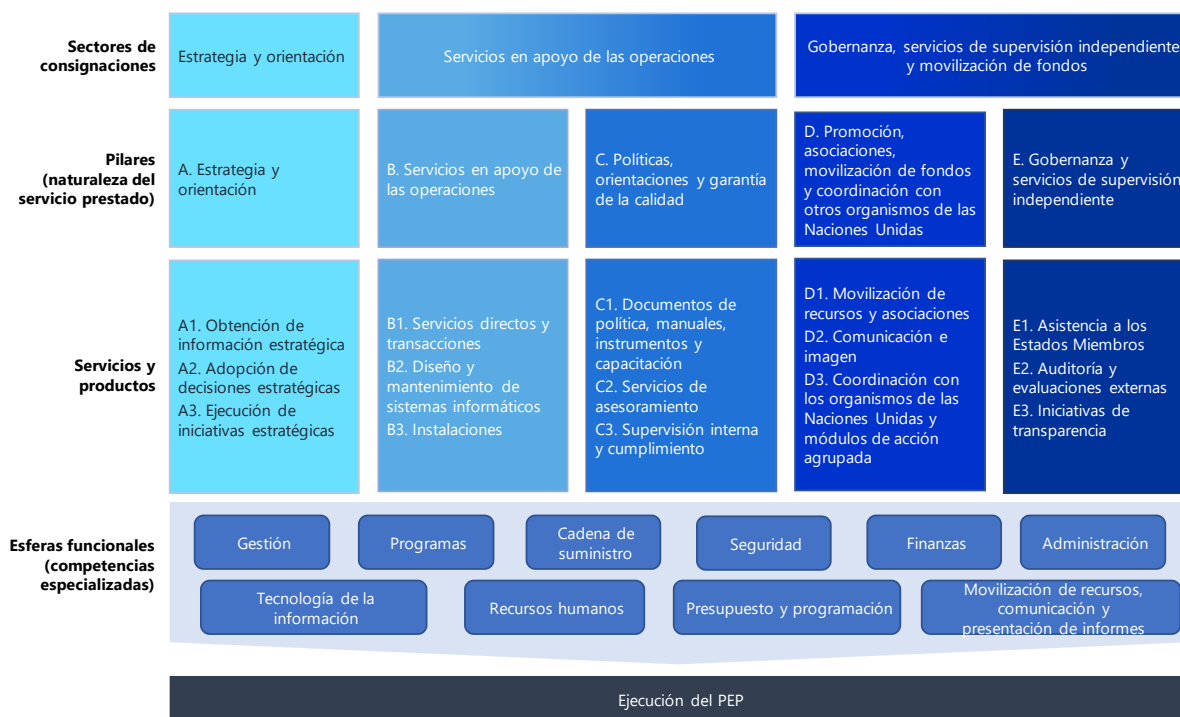 Sectores de
consignaciones
Estrategia y orientación
Servicios en apoyo de las operaciones
Gobernanza, servicios de supervisión independiente
y movilización de fondos
Pilares
(naturaleza del
servicio prestado)
A. Estrategia y
orientación
B. Servicios en apoyo de
las operaciones
C. Políticas,
orientaciones y garantía
de la calidad
D. Promoción,
asociaciones,
movilización de fondos
y coordinación con
otros organismos de las
Naciones Unidas
E. Gobernanza y
servicios de supervisión
independiente
Servicios y
productos
A1. Obtención de
información estratégica
A2. Adopción de
decisiones estratégicas
A3. Ejecución de
iniciativas estratégicas
B1. Servicios directos y
transacciones
B2. Diseño y
mantenimiento de
sistemas informáticos
B3. Instalaciones
C1. Documentos de
política, manuales,
instrumentos y
capacitación
C2. Servicios de
asesoramiento
C3. Supervisión interna
y cumplimiento
D1. Movilización de
recursos y asociaciones
D2. Comunicación e
imagen
D3. Coordinación con
los organismos de las
Naciones Unidas y
módulos de acción
agrupada
E1. Asistencia a los
Estados Miembros
E2. Auditoría y
evaluaciones externas
E3. Iniciativas de
transparencia
Esferas funcionales
(competencias
especializadas)
Gestión
Programas
Cadena de
suministro
Seguridad
Finanzas
Administración
Tecnología de la
información
Recursos humanos
Presupuesto y programación
Movilización de recursos,
comunicación y
presentación de informes
Ejecución del PEP